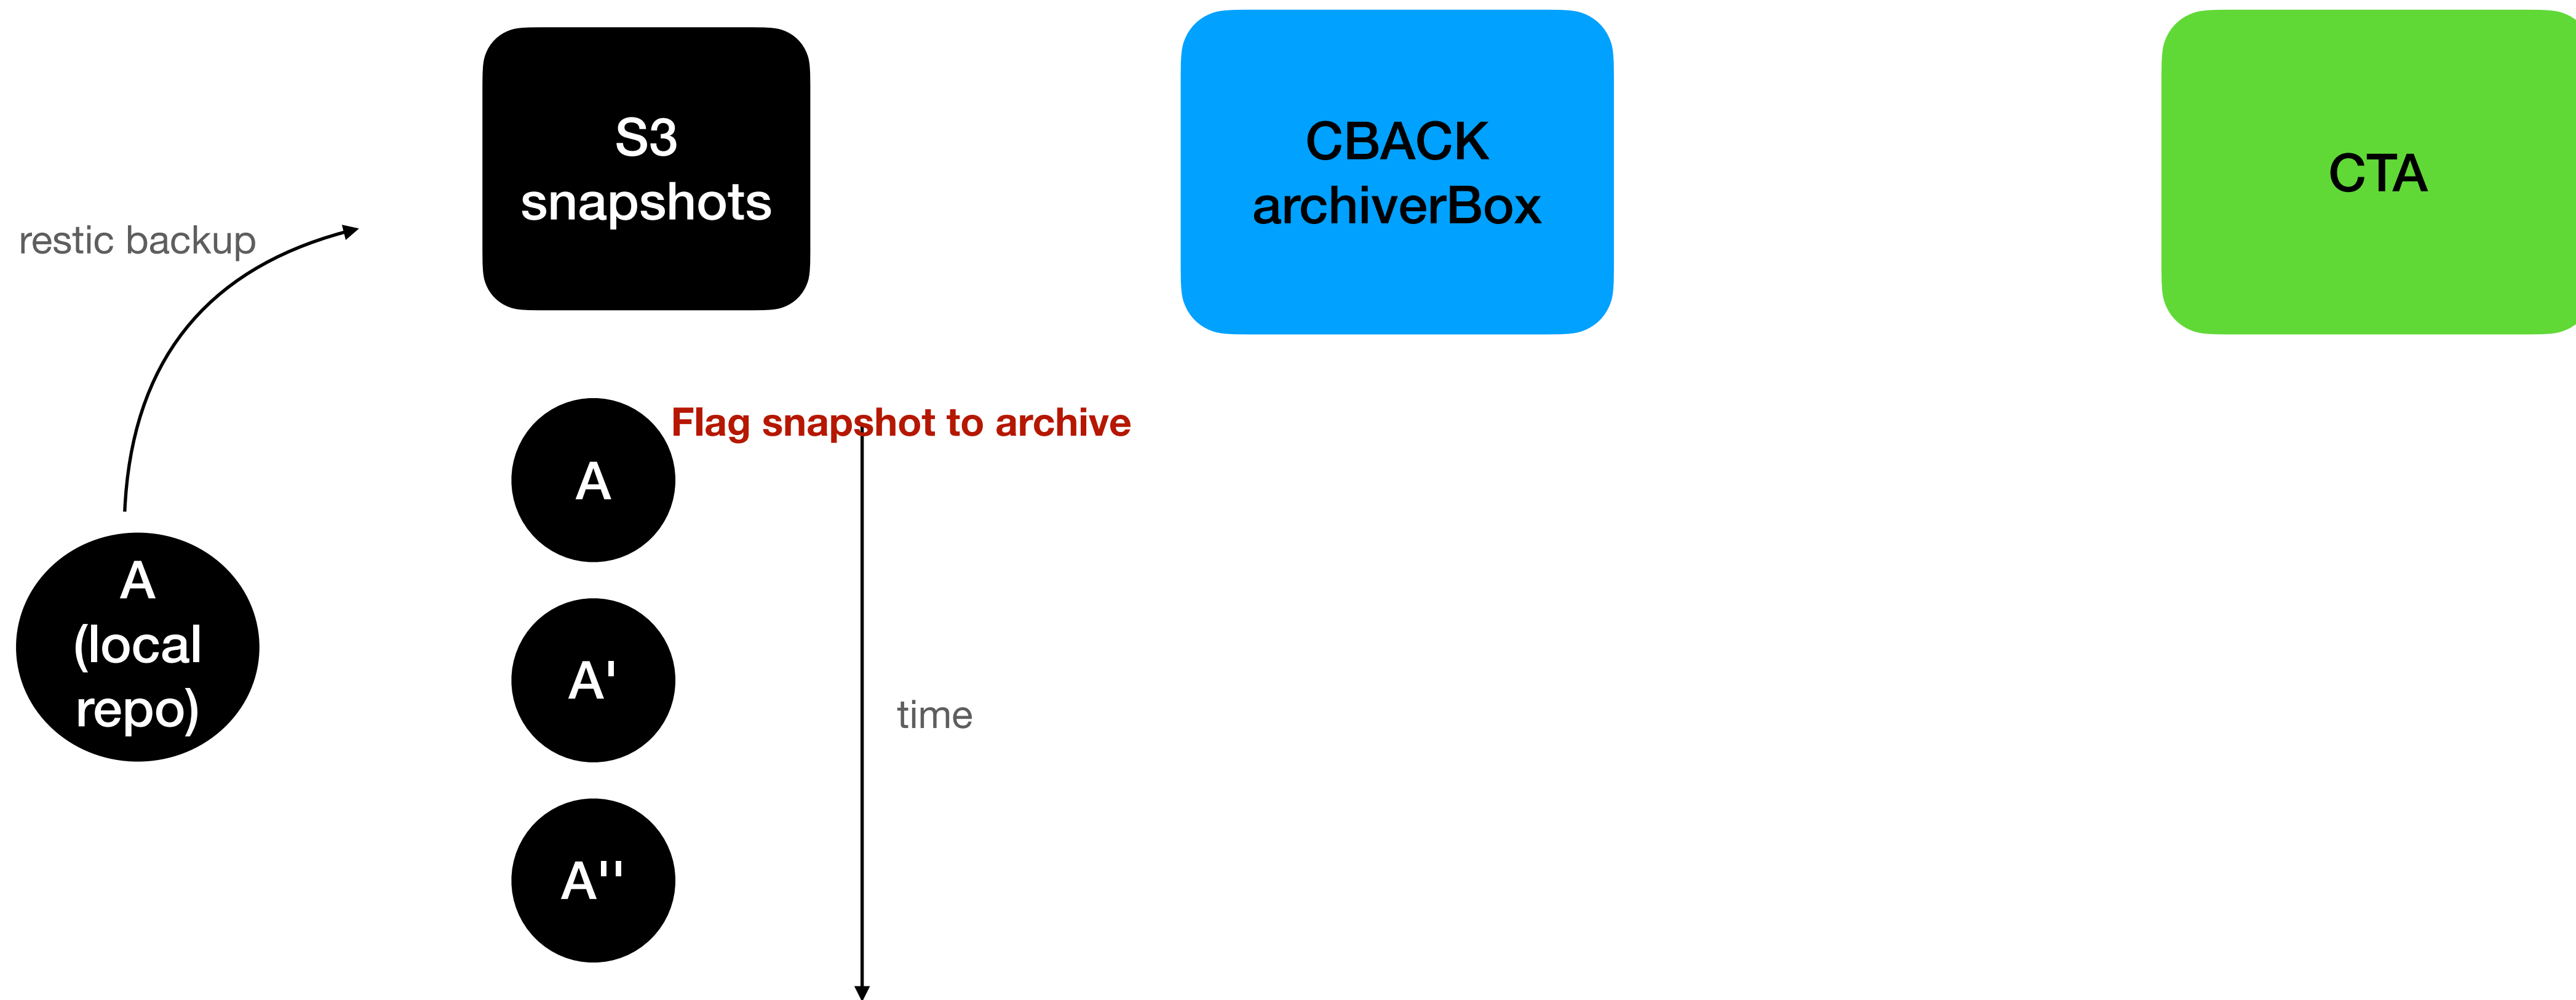 S3
snapshots
CBACK
archiverBox
CTA
restic backup
Flag snapshot to archive
A
A
(local
repo)
A'
time
A''